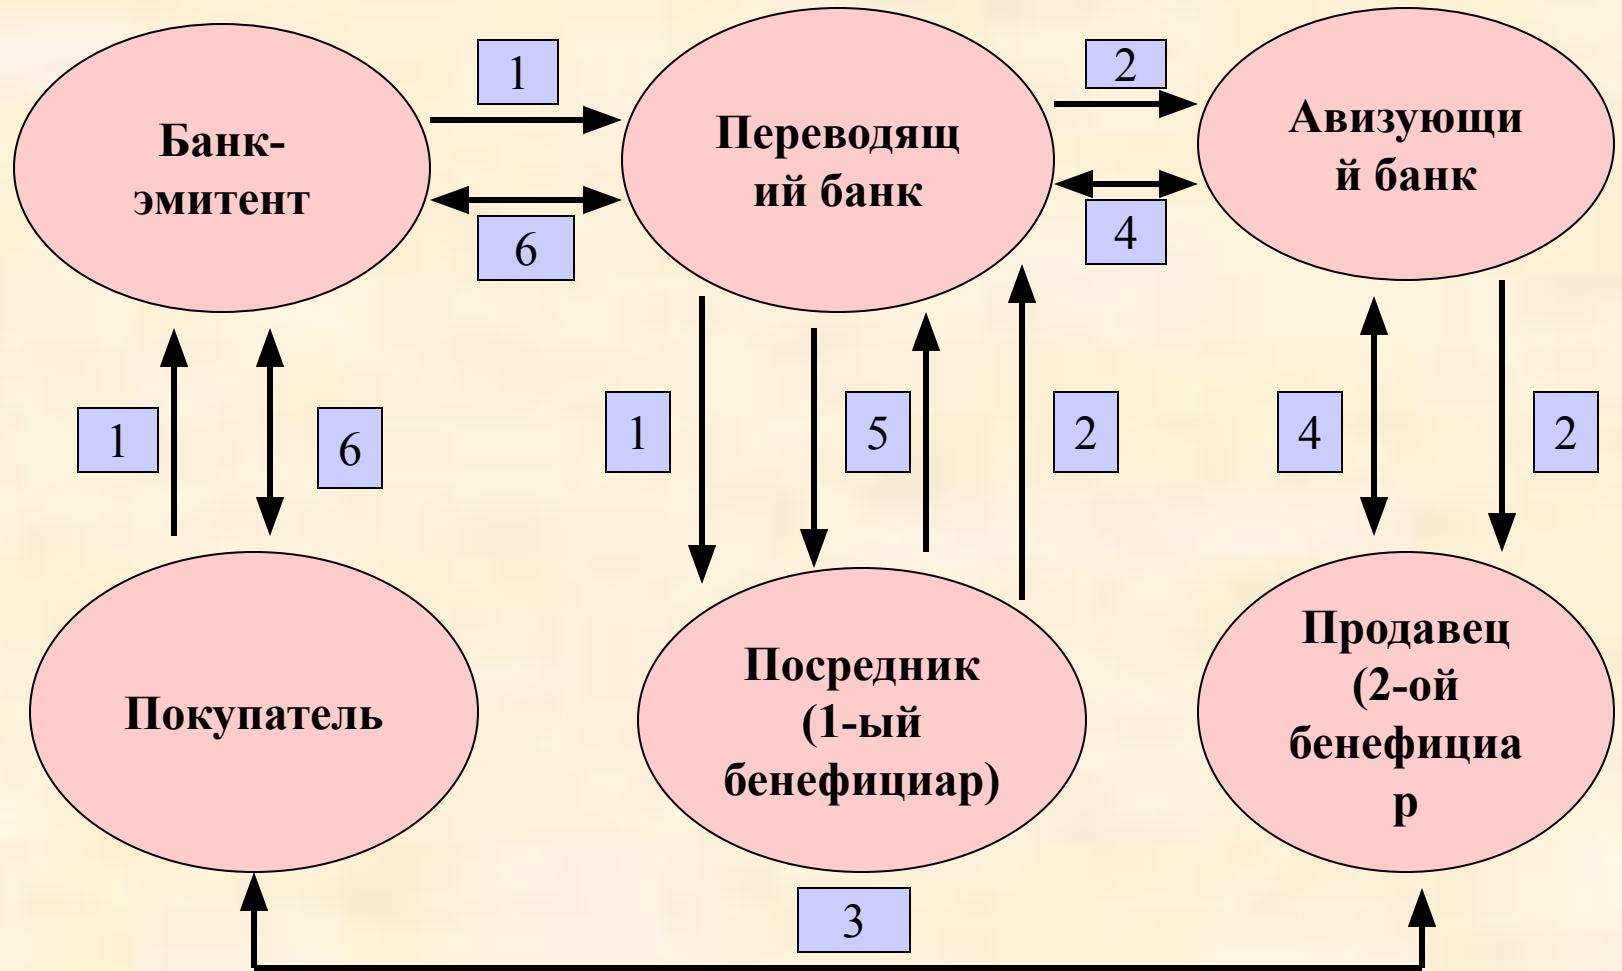 1
2
Банк-
эмитент
Переводящ
ий банк
Авизующи
й банк
6
4
1
6
1
5
2
4
2
Покупатель
Посредник
(1-ый
бенефициар)
Продавец
(2-ой
бенефициа
р
3